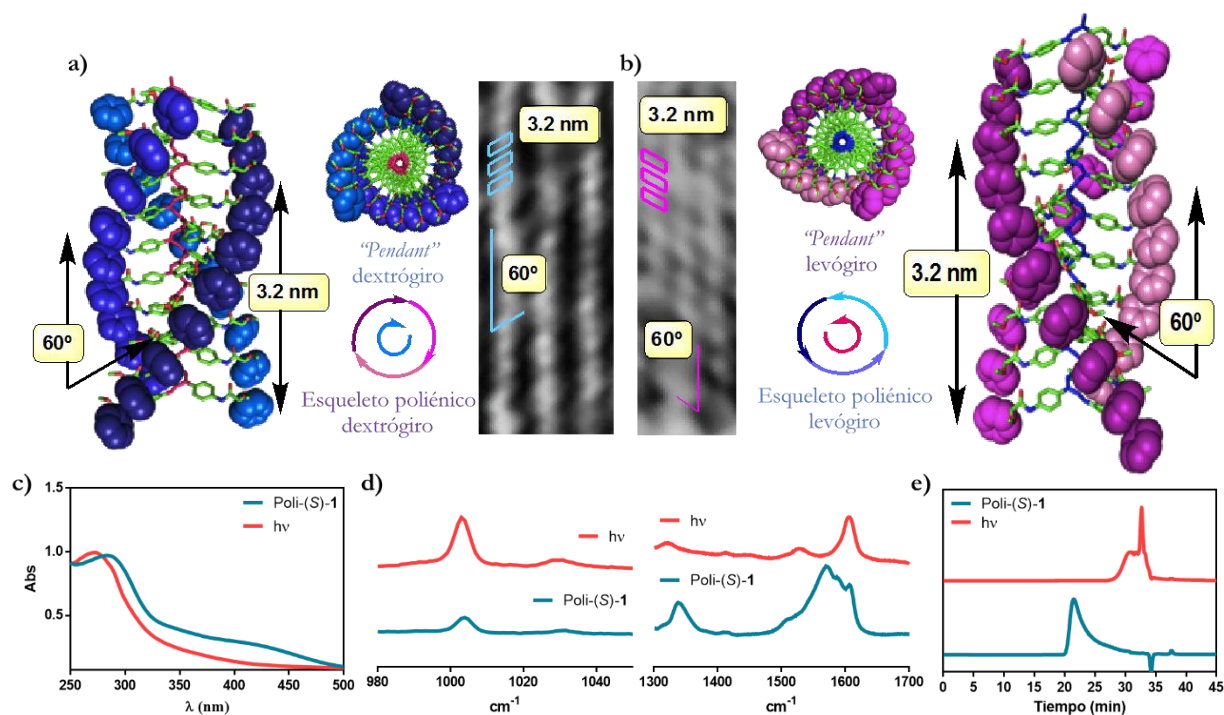 a)
60º
3.2 nm
"Pendant"
dextrógiro
Esqueleto poliénico
dextrógiro
3.2 nm
60º
b)
3.2 nm
60º
"Pendant"
levógiro
Esqueleto poliénico
levógiro
3.2 nm
60º
c)
1.5
1.0
0.5
Abs
Poli-(S)-1
hν
250 300 350 400 450 500
λ (nm)
d)
hν
Poli-(S)-1
980 1000 1020 1040
cm-1
hν
Poli-(S)-1
1300 1400 1500 1600 1700
cm-1
e)
Poli-(S)-1
hν
0 5 10 15 20 25 30 35 40 45
Tiempo (min)